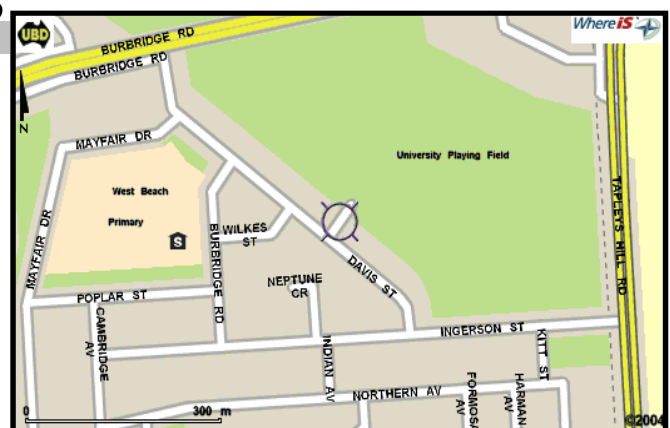 UBD
BURBRIDGE RD
BURBRIDGE RD
WhereiS
N
MAYFAIR DR
University Playing Field
West Beach
Primary
S
MAYFAIR DR
BURBRIDGE RD
WILKES
ST
TAPLEYS HILL RD
DAVIS ST
NEPTUNE
CR
POPLAR ST
CAMBRIDGE
AV
INGERSON ST
INDIAN AV
KITT ST
NORTHERN AV
FORMOSA
AV
HARMAN
AV
0
300 m
©2004